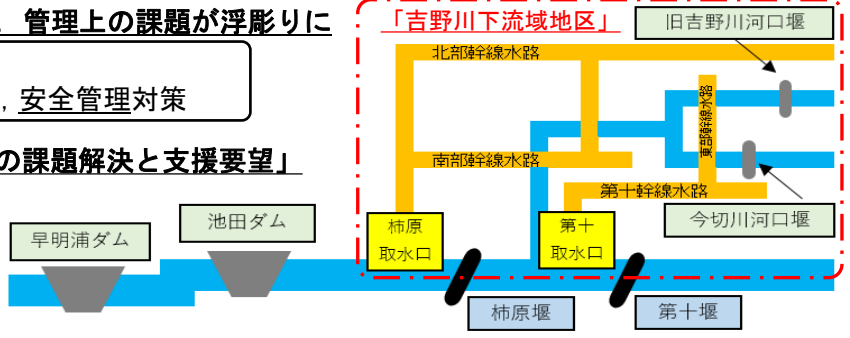 管理上の課題が浮彫りに
，安全管理対策
の課題解決と支援要望」
「吉野川下流域地区」
旧吉野川河口堰
北部幹線水路
東部幹線水路
南部幹線水路
第十幹線水路
今切川河口堰
柿原
取水口
第十
取水口
早明浦ダム
池田ダム
柿原堰
第十堰